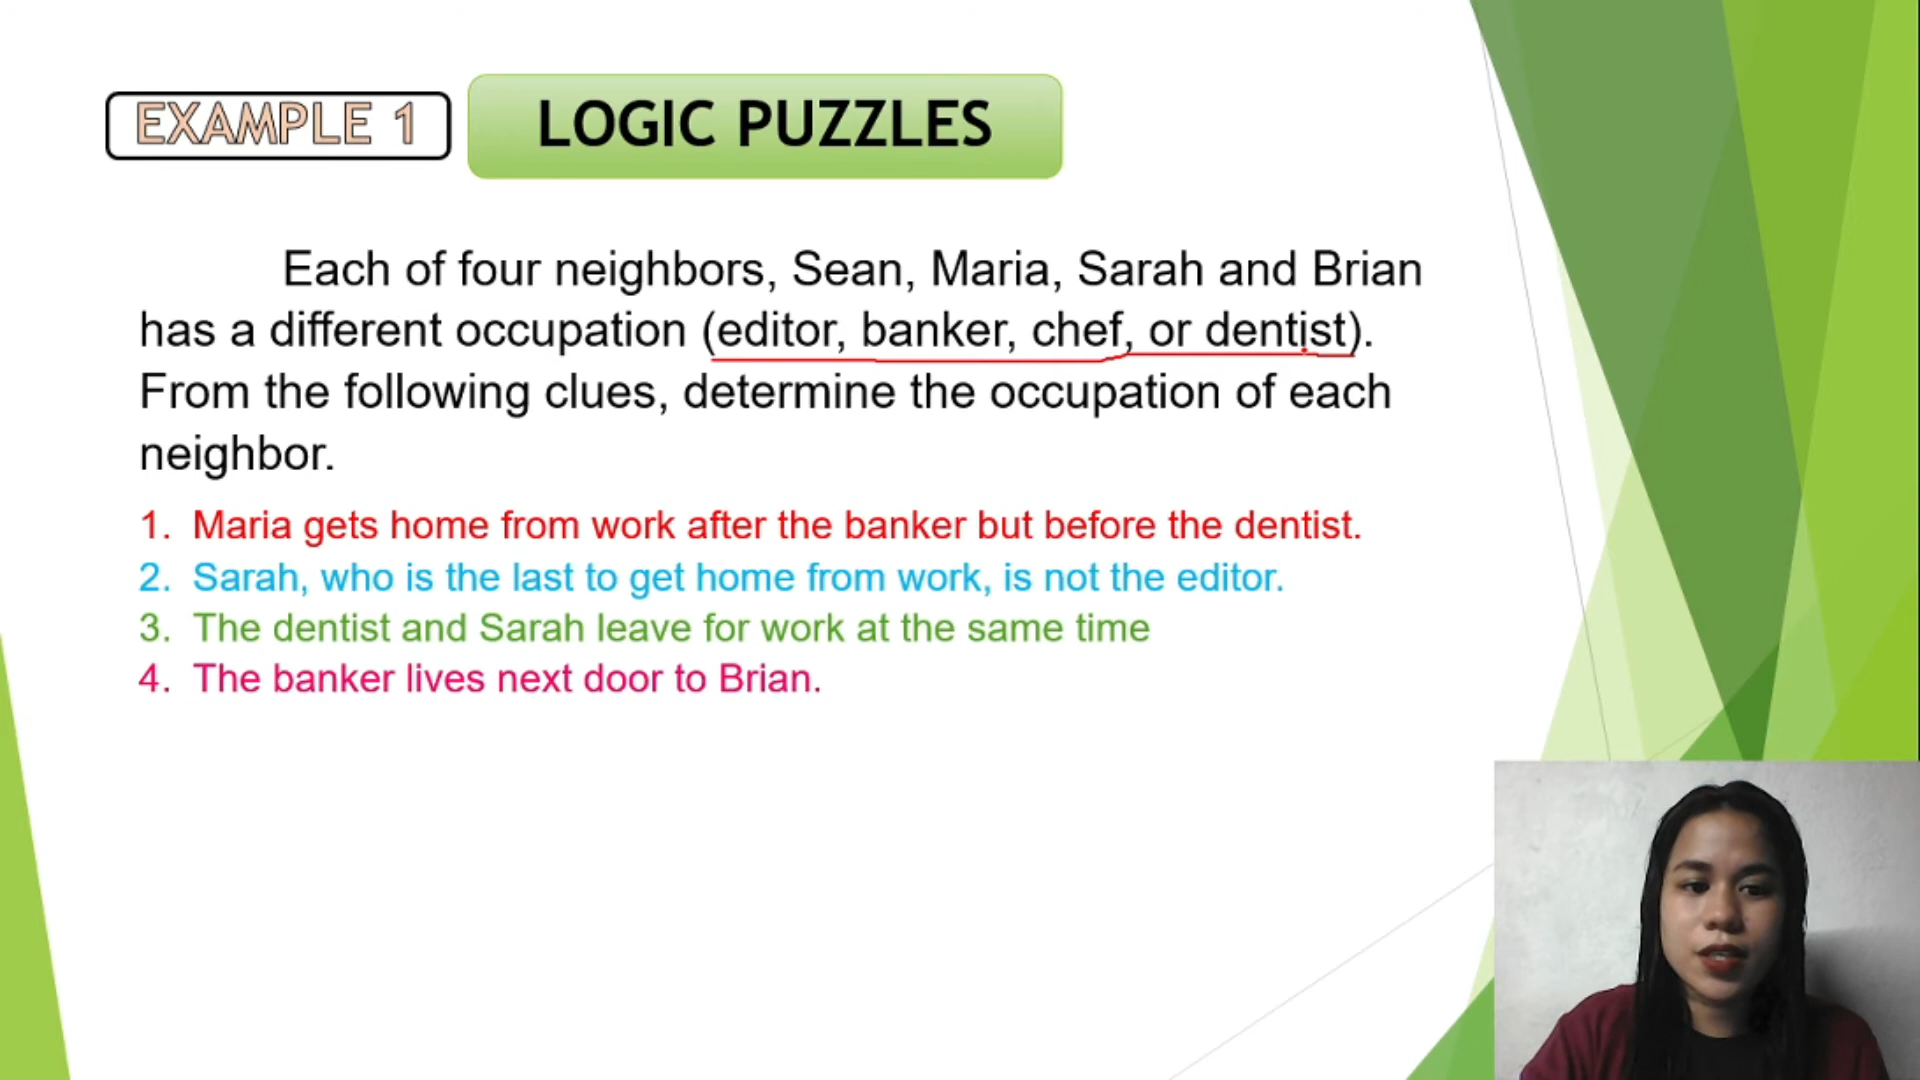 EXAMPLE 1
LOGIC PUZZLES
Each of four neighbors, Sean, Maria, Sarah and Brian
has a different occupation (editor, banker, chef, or dentist).
From the following clues, determine the occupation of each
neighbor.
1. Maria gets home from work after the banker but before the dentist.
2. Sarah, who is the last to get home from work, is not the editor.
3. The dentist and Sarah leave for work at the same time
4. The banker lives next door to Brian.